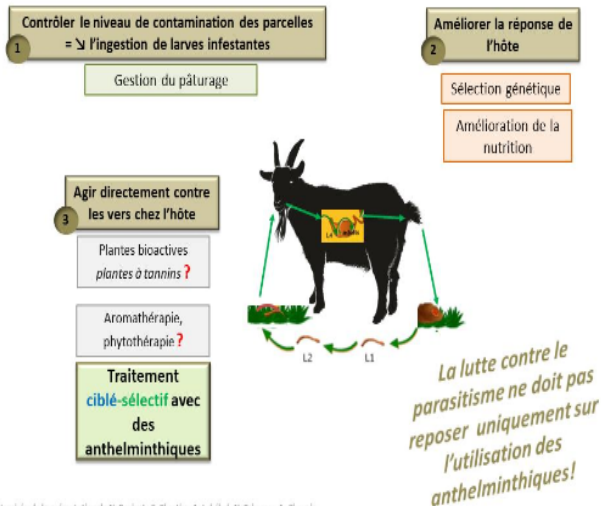 Contrôler le niveau de contamination des parcelles
= ↘ l'ingestion de larves infestantes
1
Gestion du pâturage
Améliorer la réponse de
l'hôte
2
Sélection génétique
Amélioration de la
nutrition
Agir directement contre
les vers chez l'hôte
3
Plantes bioactives
plantes à tannins ?
Aromathérapie,
phytothérapie ?
Traitement
ciblé-sélectif avec
des
anthelminthiques
L2
L1
La lutte contre le
parasitisme ne doit pas
reposer uniquement sur
l'utilisation des
anthelminthiques!